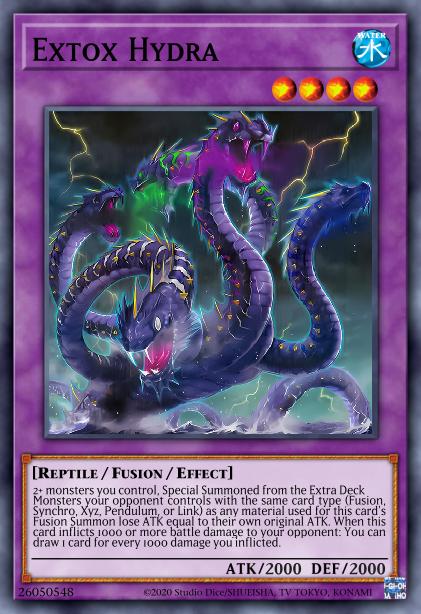 EXTOX HYDRA
WATER
水
[REPTILE / FUSION / EFFECT]
2+ monsters you control, Special Summoned from the Extra Deck
Monsters your opponent controls with the same card type (Fusion,
Synchro, Xyz, Pendulum, or Link) as any material used for this card's
Fusion Summon lose ATK equal to their own original ATK. When this
card inflicts 1000 or more battle damage to your opponent: You can
draw 1 card for every 1000 damage you inflicted.
ATK/2000 DEF/2000
26050548 ©2020 Studio Dice/SHUEISHA, TV TOKYO, KONAMI